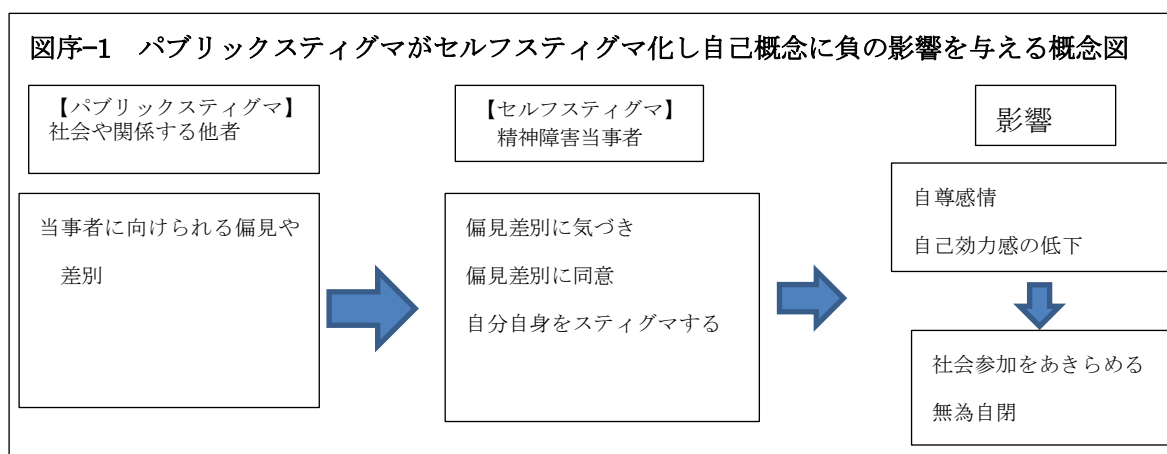 図序-1　パブリックスティグマがセルフスティグマ化し自己概念に負の影響を与える概念図
【パブリックスティグマ】
社会や関係する他者
当事者に向けられる偏見や
差別
【セルフスティグマ】
精神障害当事者
偏見差別に気づき
偏見差別に同意
自分自身をスティグマする
影響
自尊感情
自己効力感の低下
社会参加をあきらめる
無為自閉